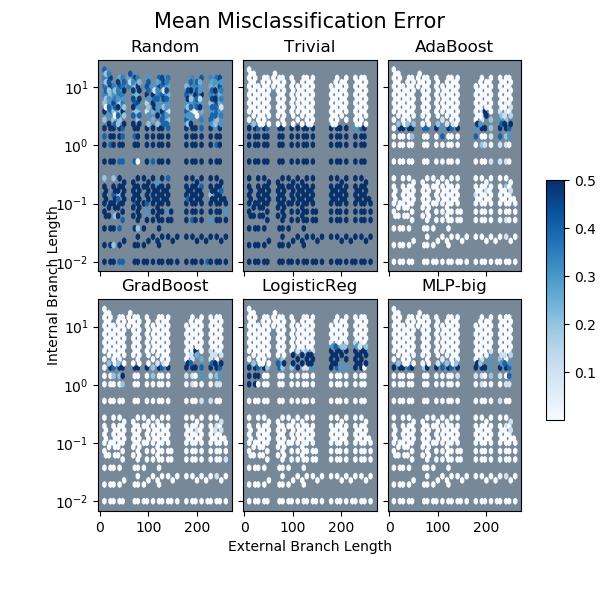 Mean Misclassification Error
Random Trivial AdaBoost
10¹
10⁰
10⁻¹
10⁻²
GradBoost LogisticReg MLP-big
10¹
10⁰
10⁻¹
10⁻²
0 100 200 0 100 200 0 100 200
Internal Branch Length
External Branch Length
0.5
0.4
0.3
0.2
0.1